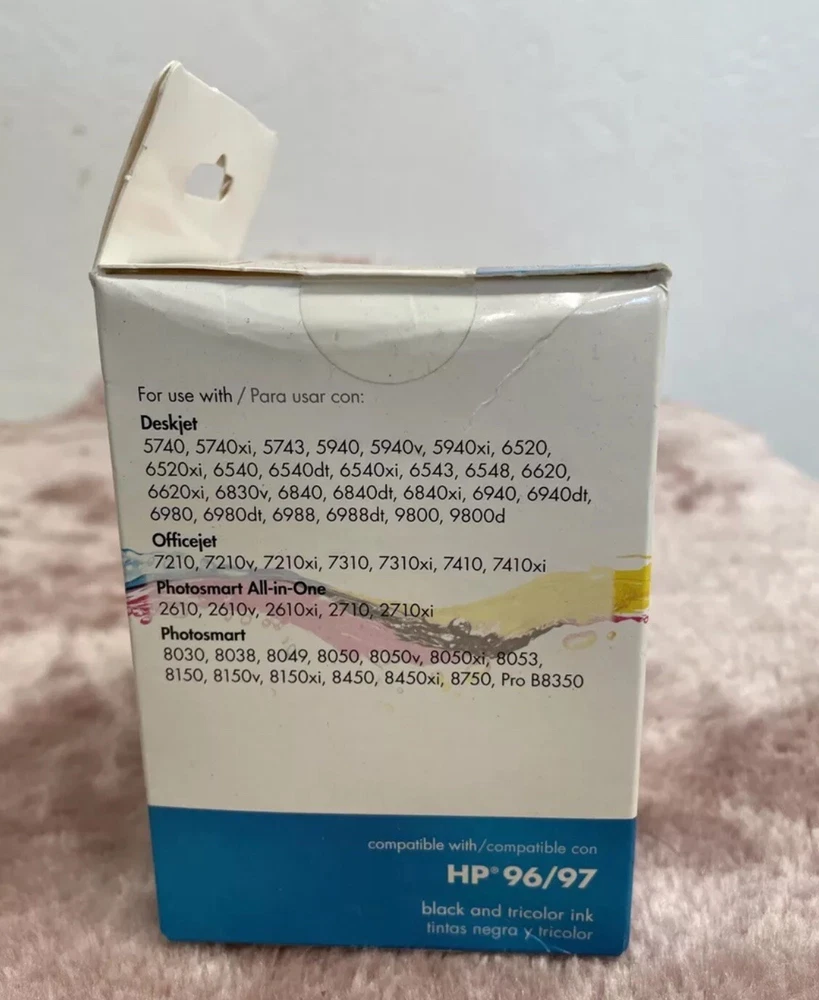 For use with / Para usar con:
Deskjet
5740, 5740xi, 5743, 5940, 5940v, 5940xi, 6520,
6520xi, 6540, 6540dt, 6540xi, 6543, 6548, 6620,
6620xi, 6830v, 6840, 6840dt, 6840xi, 6940, 6940dt,
6980, 6980dt, 6988, 6988dt, 9800, 9800d
Officejet
7210, 7210v, 7210xi, 7310, 7310xi, 7410, 7410xi
Photosmart All-in-One
2610, 2610v, 2610xi, 2710, 2710xi
Photosmart
8030, 8038, 8049, 8050, 8050v, 8050xi, 8053,
8150, 8150v, 8150xi, 8450, 8450xi, 8750, Pro B8350
compatible with/compatible con
HP® 96/97
black and tricolor ink
tintas negra y tricolor